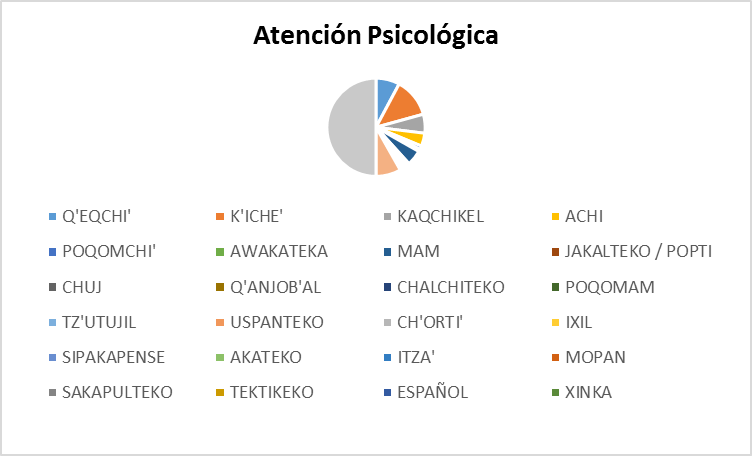 Atención Psicológica
Q'EQCHI' K'ICHE' KAQCHIKEL ACHI
POQOMCHI' AWAKATEKA MAM JAKALTEKO / POPTI
CHUJ Q'ANJOB'AL CHALCHITEKO POQOMAM
TZ'UTUJIL USPANTEKO CH'ORTI' IXIL
SIPAKAPENSE AKATEKO ITZA' MOPAN
SAKAPULTEKO TEKTIKEKO ESPAÑOL XINKA